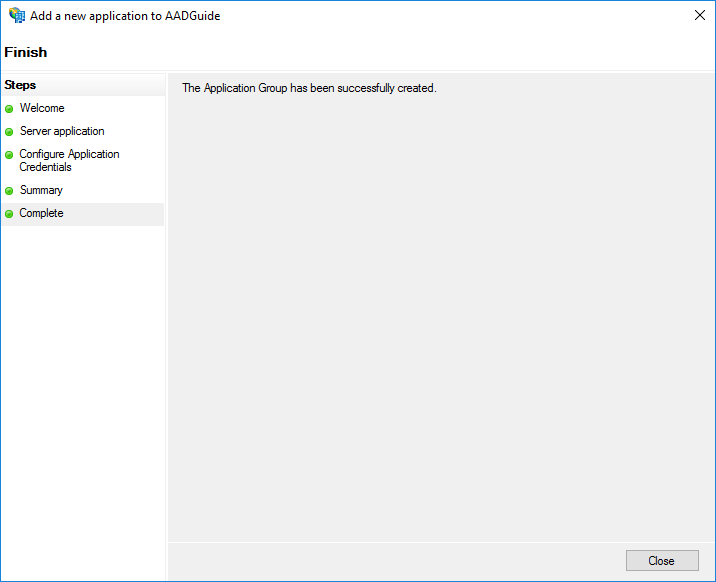 Add a new application to AADGuide
Finish
Steps
Welcome
Server application
Configure Application
Credentials
Summary
Complete
The Application Group has been successfully created.
Close